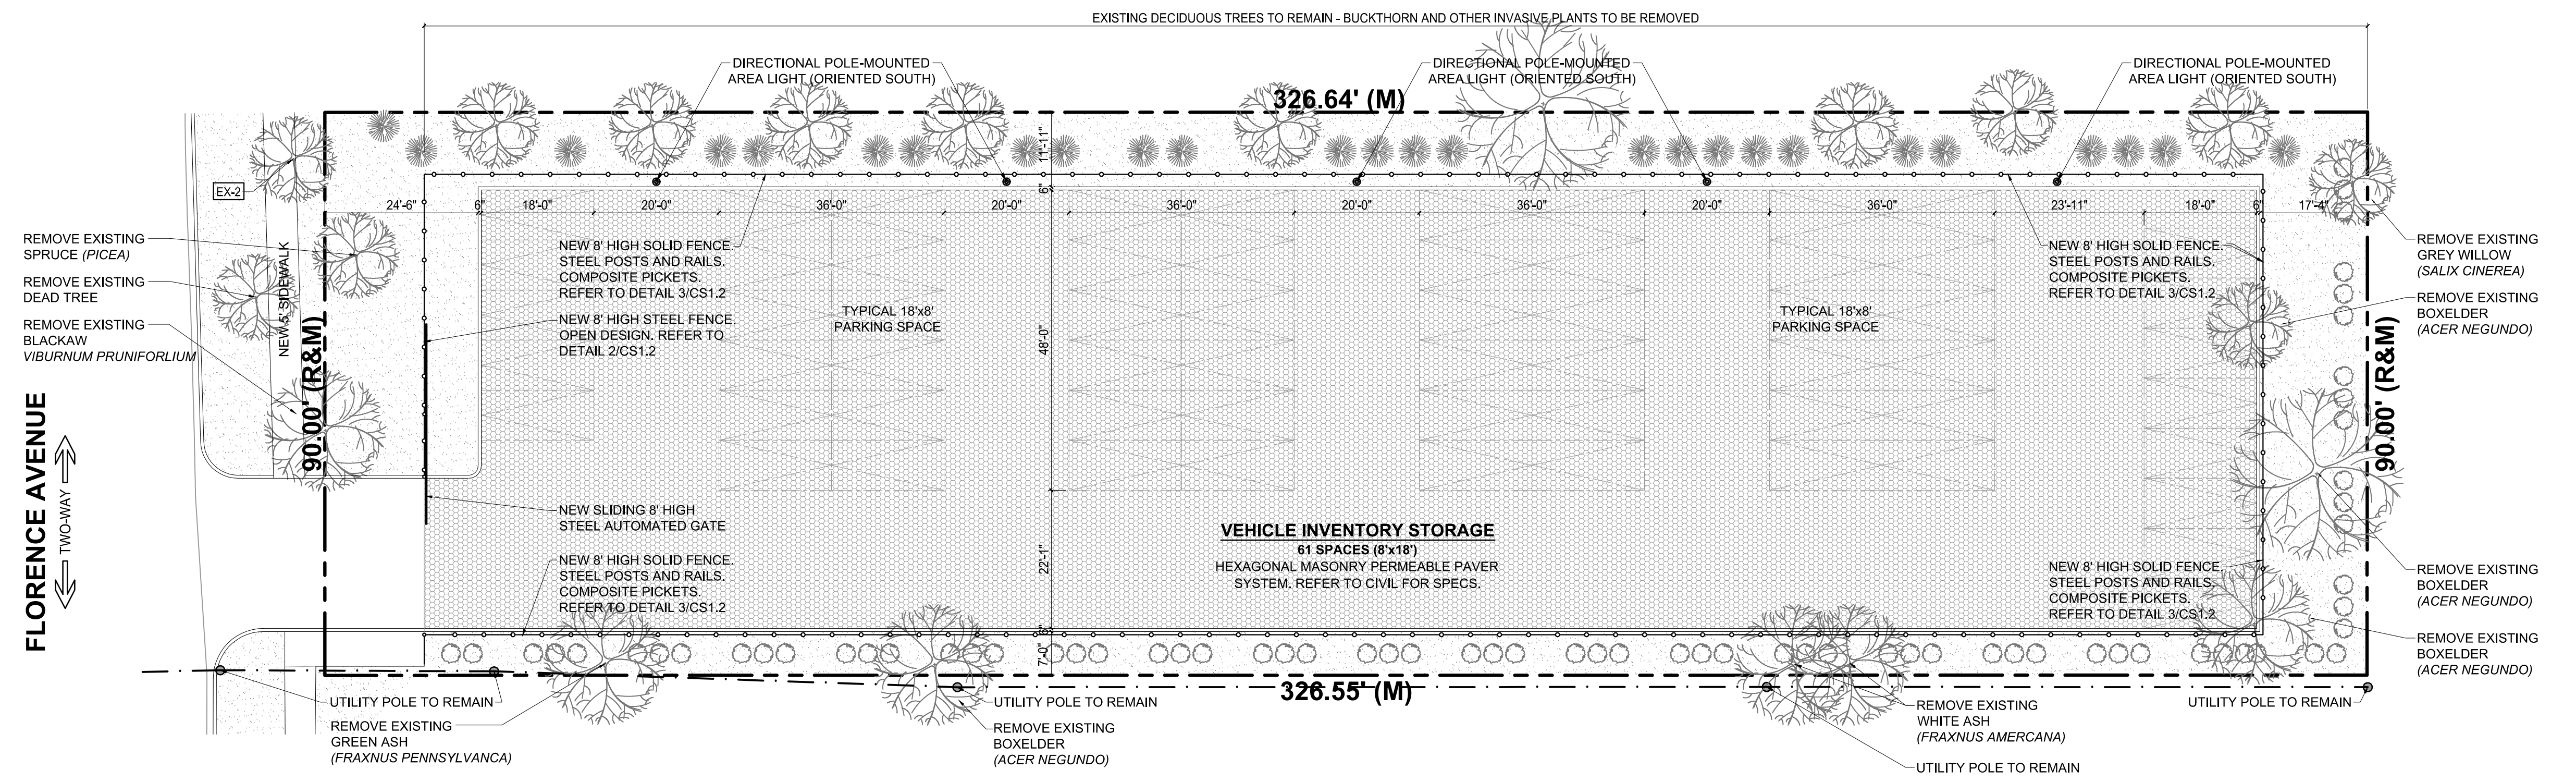 EXISTING DECIDUOUS TREES TO REMAIN - BUCKTHORN AND OTHER INVASIVE PLANTS TO BE REMOVED
DIRECTIONAL POLE-MOUNTED
AREA LIGHT (ORIENTED SOUTH)
DIRECTIONAL POLE-MOUNTED
AREA LIGHT (ORIENTED SOUTH)
DIRECTIONAL POLE-MOUNTED
AREA LIGHT (ORIENTED SOUTH)
326.64' (M)
11'-11"
6"
EX-2
24'-6"
6"
18'-0"
20'-0"
36'-0"
20'-0"
36'-0"
20'-0"
36'-0"
20'-0"
36'-0"
23'-11"
18'-0"
6"
17'-4"
REMOVE EXISTING
SPRUCE (PICEA)
REMOVE EXISTING
DEAD TREE
REMOVE EXISTING
BLACKAW
VIBURNUM PRUNIFORLIUM
NEW 5' SIDEWALK
90.00' (R&M)
FLORENCE AVENUE
TWO-WAY
NEW 8' HIGH SOLID FENCE.
STEEL POSTS AND RAILS.
COMPOSITE PICKETS.
REFER TO DETAIL 3/CS1.2
NEW 8' HIGH STEEL FENCE.
OPEN DESIGN. REFER TO
DETAIL 2/CS1.2
TYPICAL 18'x8'
PARKING SPACE
48'-0"
TYPICAL 18'x8'
PARKING SPACE
NEW 8' HIGH SOLID FENCE.
STEEL POSTS AND RAILS.
COMPOSITE PICKETS.
REFER TO DETAIL 3/CS1.2
REMOVE EXISTING
GREY WILLOW
(SALIX CINEREA)
REMOVE EXISTING
BOXELDER
(ACER NEGUNDO)
90.00' (R&M)
NEW SLIDING 8' HIGH
STEEL AUTOMATED GATE
NEW 8' HIGH SOLID FENCE.
STEEL POSTS AND RAILS.
COMPOSITE PICKETS.
REFER TO DETAIL 3/CS1.2
22'-1"
VEHICLE INVENTORY STORAGE
61 SPACES (8'x18')
HEXAGONAL MASONRY PERMEABLE PAVER
SYSTEM. REFER TO CIVIL FOR SPECS.
NEW 8' HIGH SOLID FENCE.
STEEL POSTS AND RAILS.
COMPOSITE PICKETS.
REFER TO DETAIL 3/CS1.2
REMOVE EXISTING
BOXELDER
(ACER NEGUNDO)
REMOVE EXISTING
BOXELDER
(ACER NEGUNDO)
6"
7'-0"
326.55' (M)
UTILITY POLE TO REMAIN
REMOVE EXISTING
GREEN ASH
(FRAXNUS PENNSYLVANCA)
UTILITY POLE TO REMAIN
REMOVE EXISTING
BOXELDER
(ACER NEGUNDO)
REMOVE EXISTING
WHITE ASH
(FRAXNUS AMERCANA)
UTILITY POLE TO REMAIN
UTILITY POLE TO REMAIN